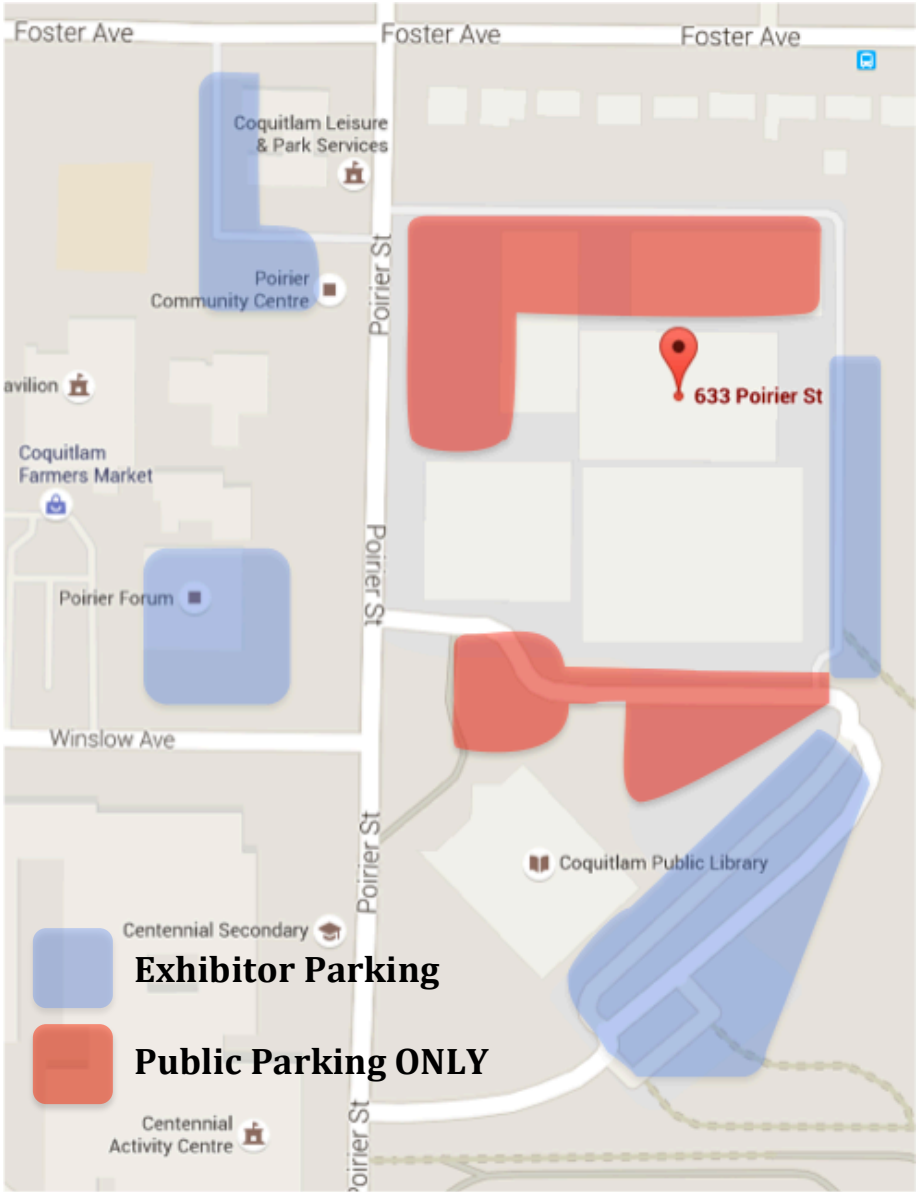 Foster Ave
Foster Ave
Foster Ave
Coquitlam Leisure
& Park Services
Poirier St
Poirier
Community Centre
avilion
633 Poirier St
Coquitlam
Farmers Market
Poirier St
Poirier Forum
Winslow Ave
Poirier St
Coquitlam Public Library
Centennial Secondary
Exhibitor Parking
Public Parking ONLY
Centennial
Activity Centre
Poirier St